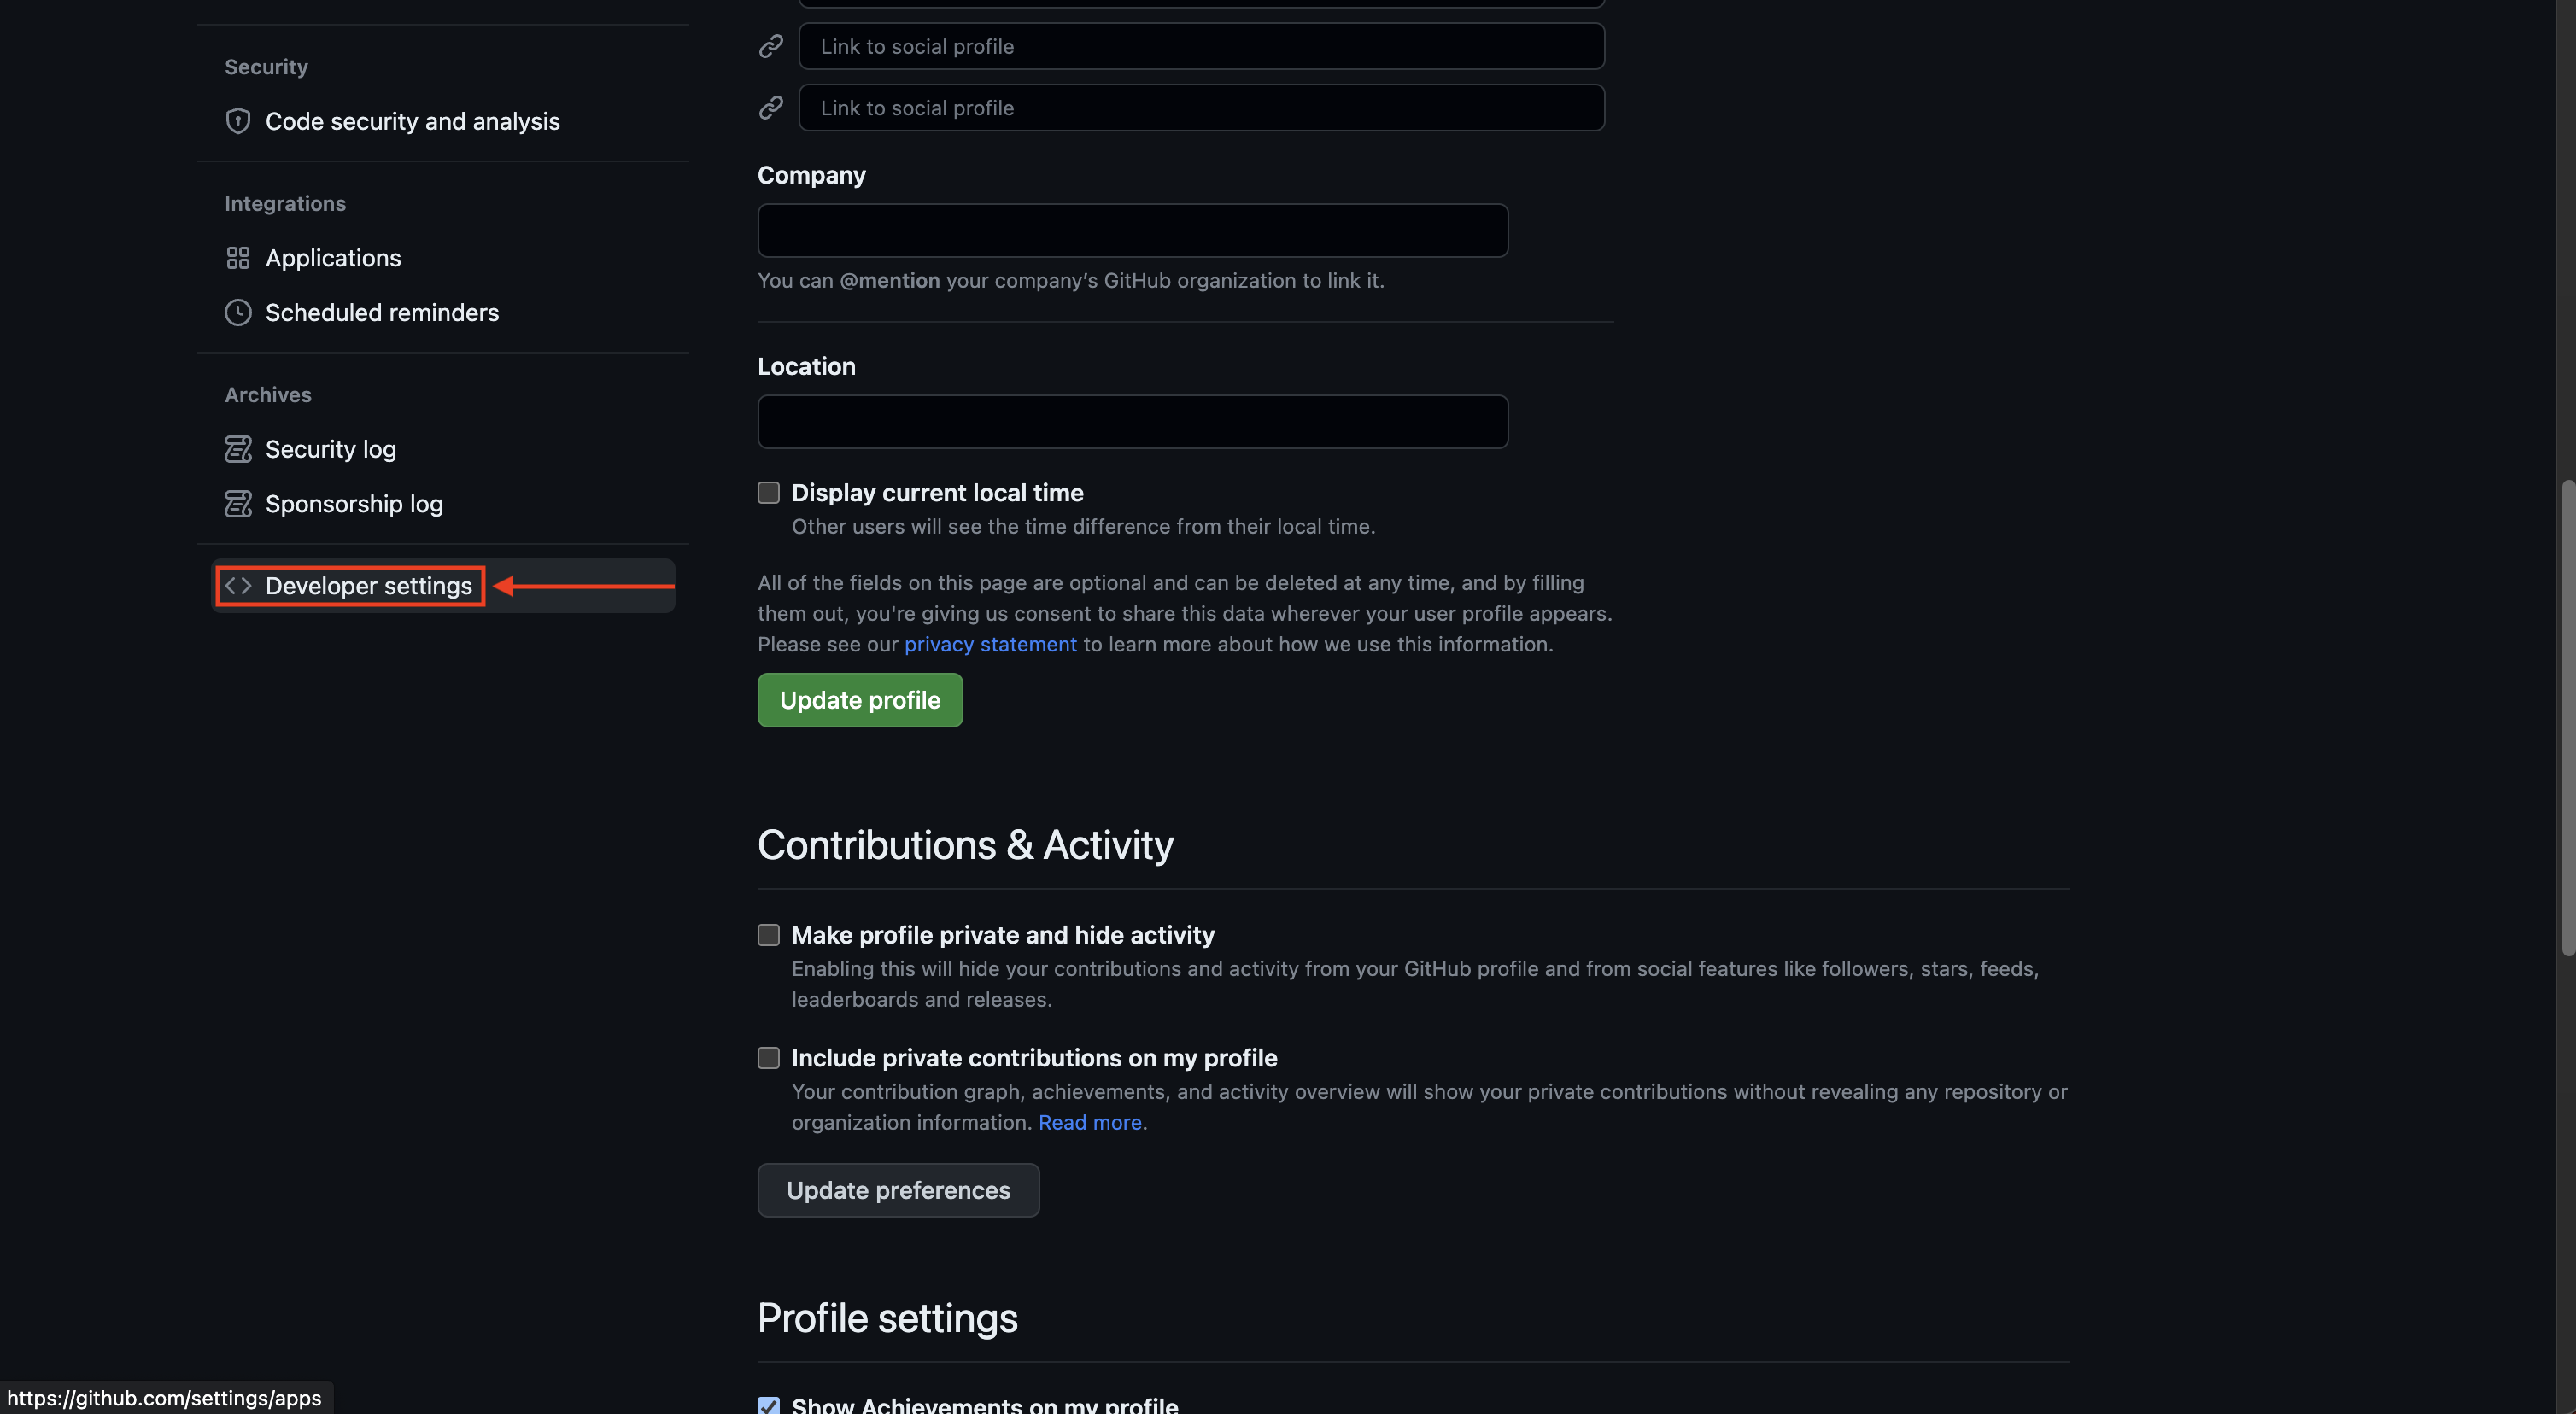 Security
Code security and analysis
Integrations
Applications
Scheduled reminders
Archives
Security log
Sponsorship log
Developer settings
Link to social profile
Link to social profile
Company
You can @mention your company’s GitHub organization to link it.
Location
Display current local time
Other users will see the time difference from their local time.
All of the fields on this page are optional and can be deleted at any time, and by filling
them out, you're giving us consent to share this data wherever your user profile appears.
Please see our privacy statement to learn more about how we use this information.
Update profile
Contributions & Activity
Make profile private and hide activity
Enabling this will hide your contributions and activity from your GitHub profile and from social features like followers, stars, feeds,
leaderboards and releases.
Include private contributions on my profile
Your contribution graph, achievements, and activity overview will show your private contributions without revealing any repository or
organization information. Read more.
Update preferences
Profile settings
Show Achievements on my profile
https://github.com/settings/apps